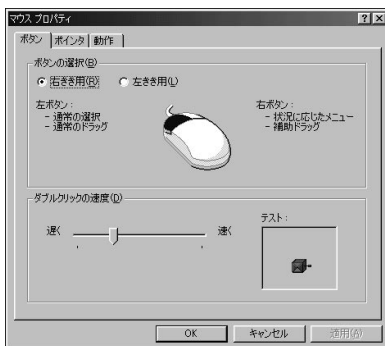 マウス プロパティ
ボタン ポインタ 動作
ボタンの選択(B)
右きき用(R) 左きき用(L)
左ボタン：
- 通常の選択
- 通常のドラッグ
右ボタン：
- 状況に応じたメニュー
- 補助ドラッグ
ダブルクリックの速度(D)
遅く 速く
テスト：
OK キャンセル 適用(A)